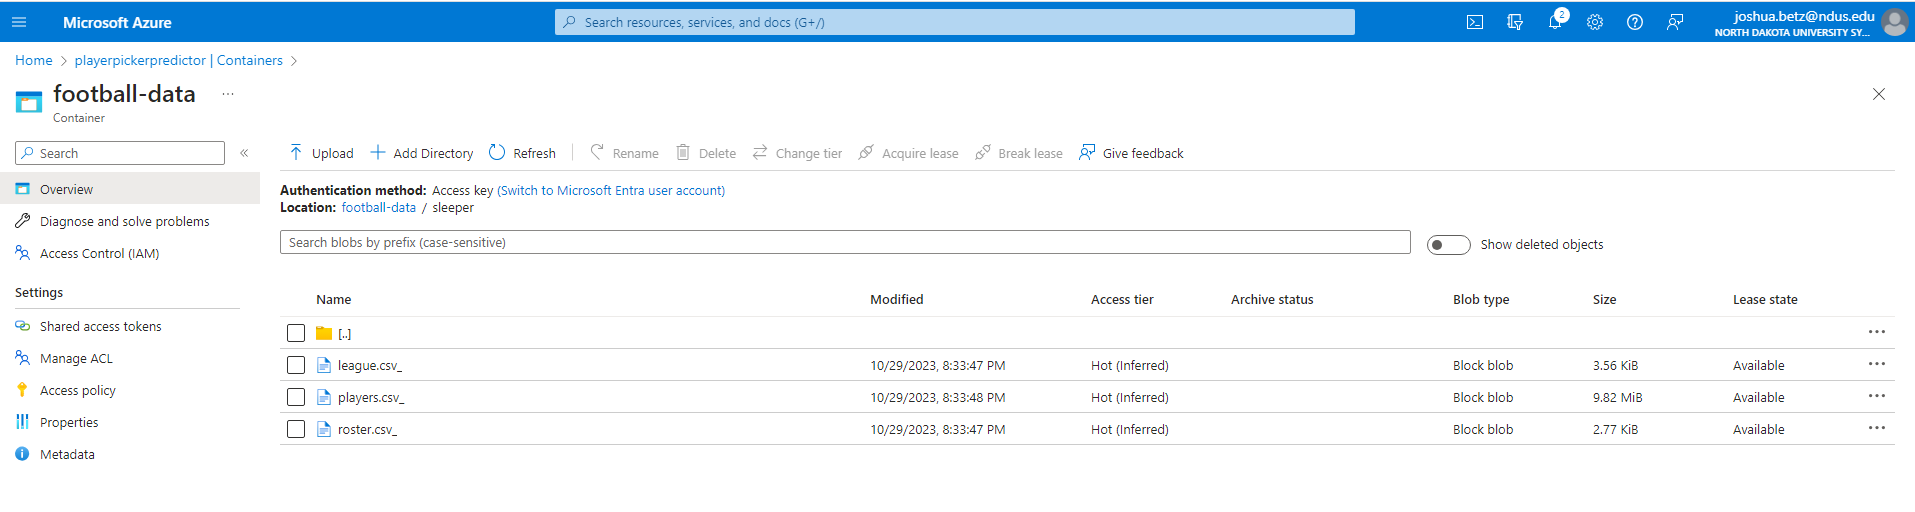 Microsoft Azure
Search resources, services, and docs (G+/)
2
joshua.betz@ndus.edu
NORTH DAKOTA UNIVERSITY SY...
Home > playerpickerpredictor | Containers >
football-data ...
Container
Search «
Upload Add Directory Refresh Rename Delete Change tier Acquire lease Break lease Give feedback
Overview
Diagnose and solve problems
Access Control (IAM)
Settings
Shared access tokens
Manage ACL
Access policy
Properties
Metadata
Authentication method: Access key (Switch to Microsoft Entra user account)
Location: football-data / sleeper
Search blobs by prefix (case-sensitive)
Show deleted objects
Name Modified Access tier Archive status Blob type Size Lease state
[..] ...
league.csv_ 10/29/2023, 8:33:47 PM Hot (Inferred) Block blob 3.56 KiB Available ...
players.csv_ 10/29/2023, 8:33:48 PM Hot (Inferred) Block blob 9.82 MiB Available ...
roster.csv_ 10/29/2023, 8:33:47 PM Hot (Inferred) Block blob 2.77 KiB Available ...